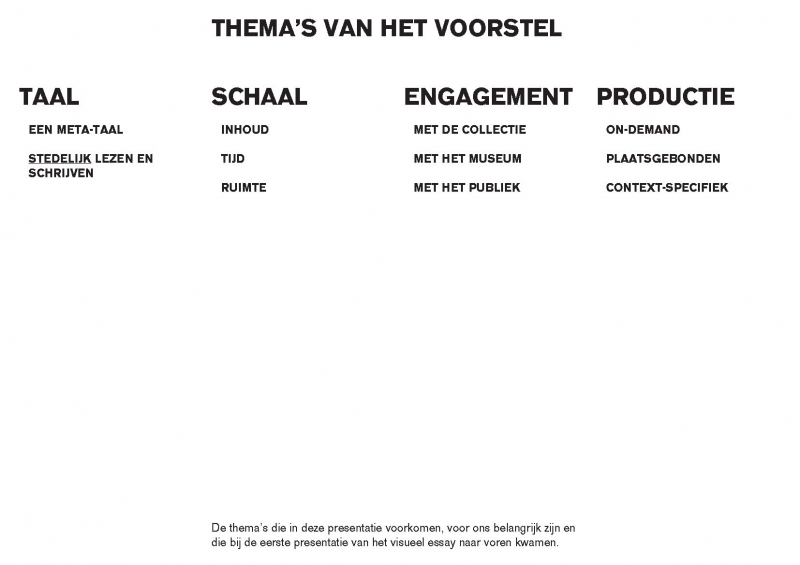 THEMA'S VAN HET VOORSTEL
TAAL
EEN META-TAAL
STEDELIJK LEZEN EN
SCHRIJVEN
SCHAAL
INHOUD
TIJD
RUIMTE
ENGAGEMENT
MET DE COLLECTIE
MET HET MUSEUM
MET HET PUBLIEK
PRODUCTIE
ON-DEMAND
PLAATSGEBONDEN
CONTEXT-SPECIFIEK
De thema's die in deze presentatie voorkomen, voor ons belangrijk zijn en
die bij de eerste presentatie van het visueel essay naar voren kwamen.